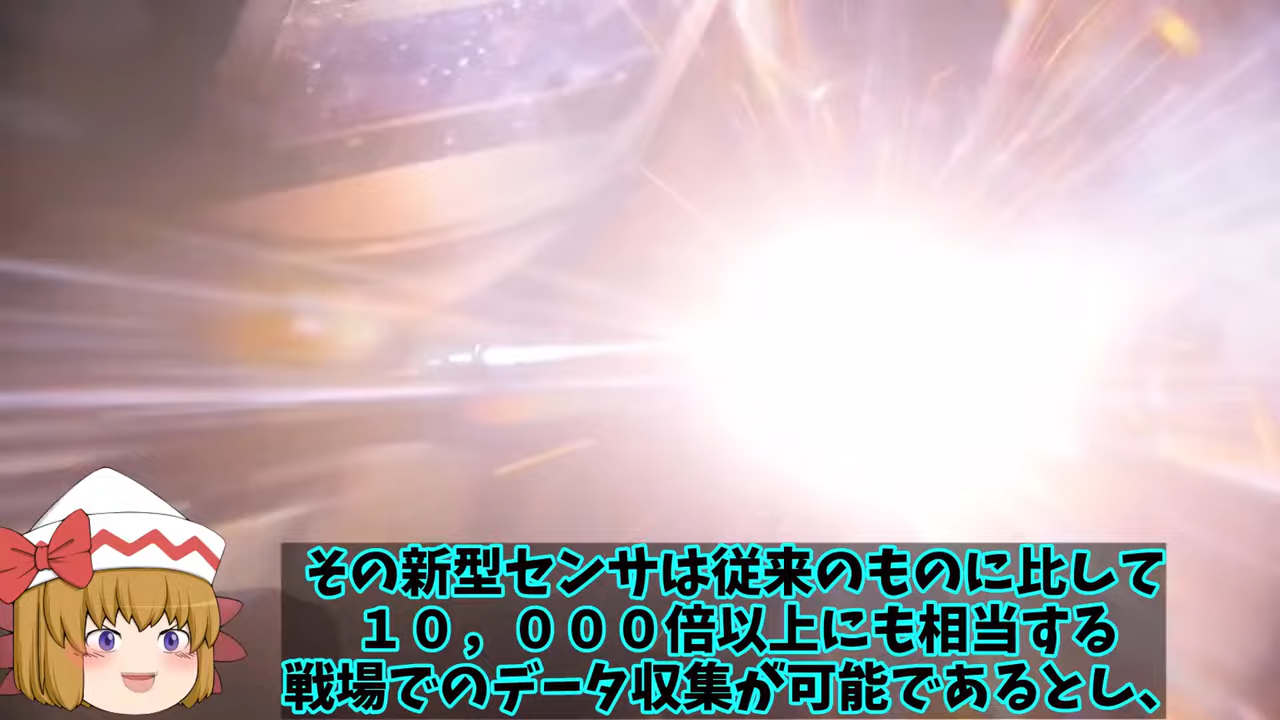 その新型センサは従来のものに比して
１０，０００倍以上にも相当する
戦場でのデータ収集が可能であるとし、